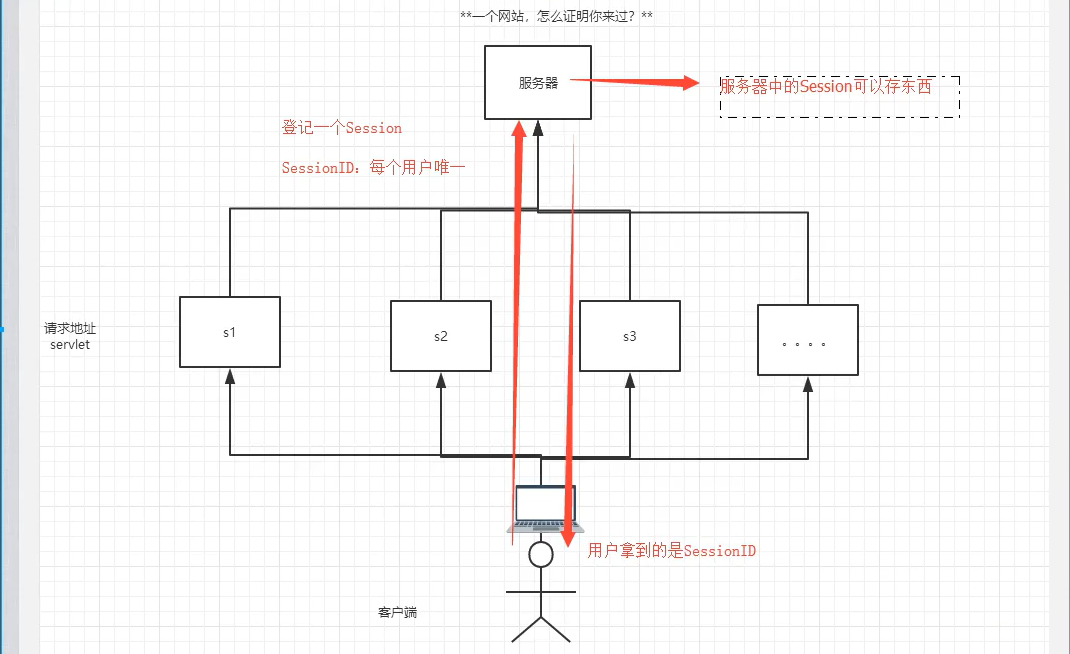 **一个网站，怎么证明你来过？**
服务器
服务器中的Session可以存东西
登记一个Session
SessionID：每个用户唯一
请求地址
servlet
s1
s2
s3
。。。。
用户拿到的是SessionID
客户端